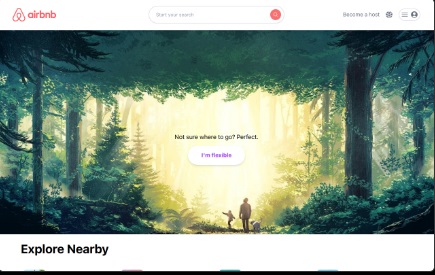 airbnb
Start your search
Become a host
Not sure where to go? Perfect.
I'm flexible
Explore Nearby